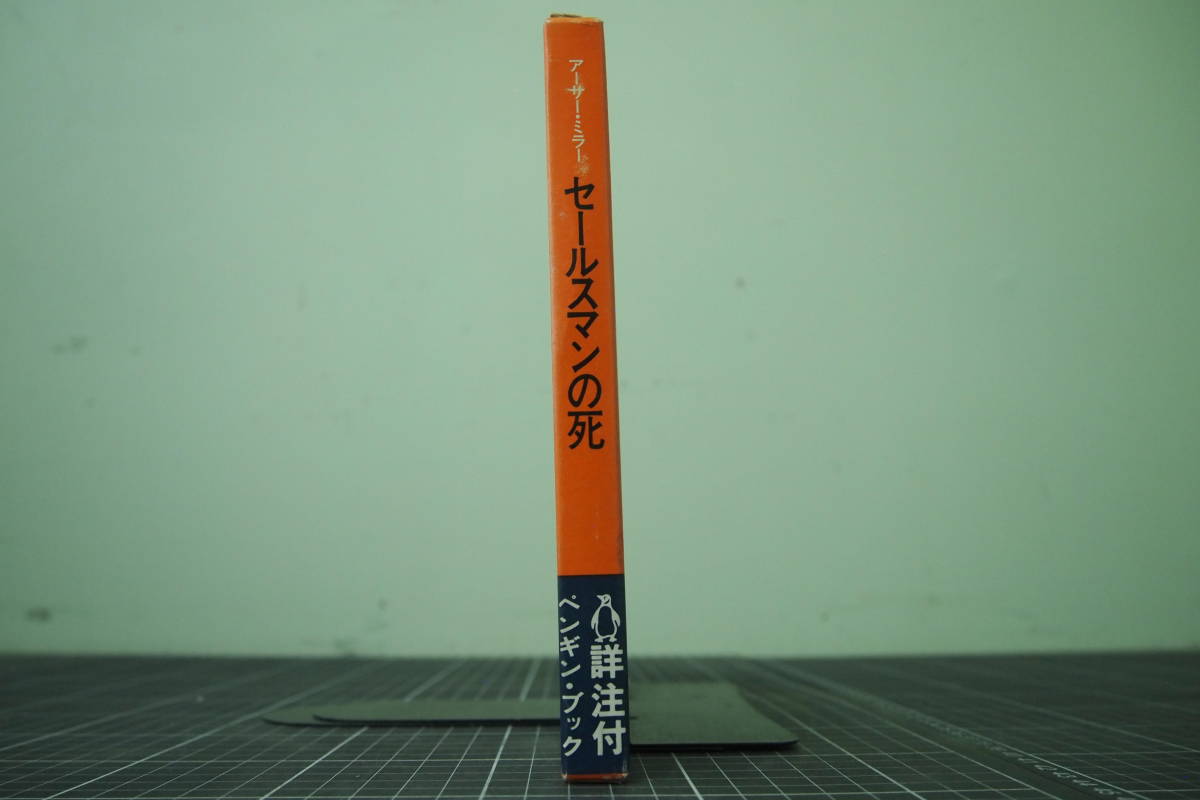 アーサー・ミラー
セールスマンの死
詳注付
ペンギン・ブック